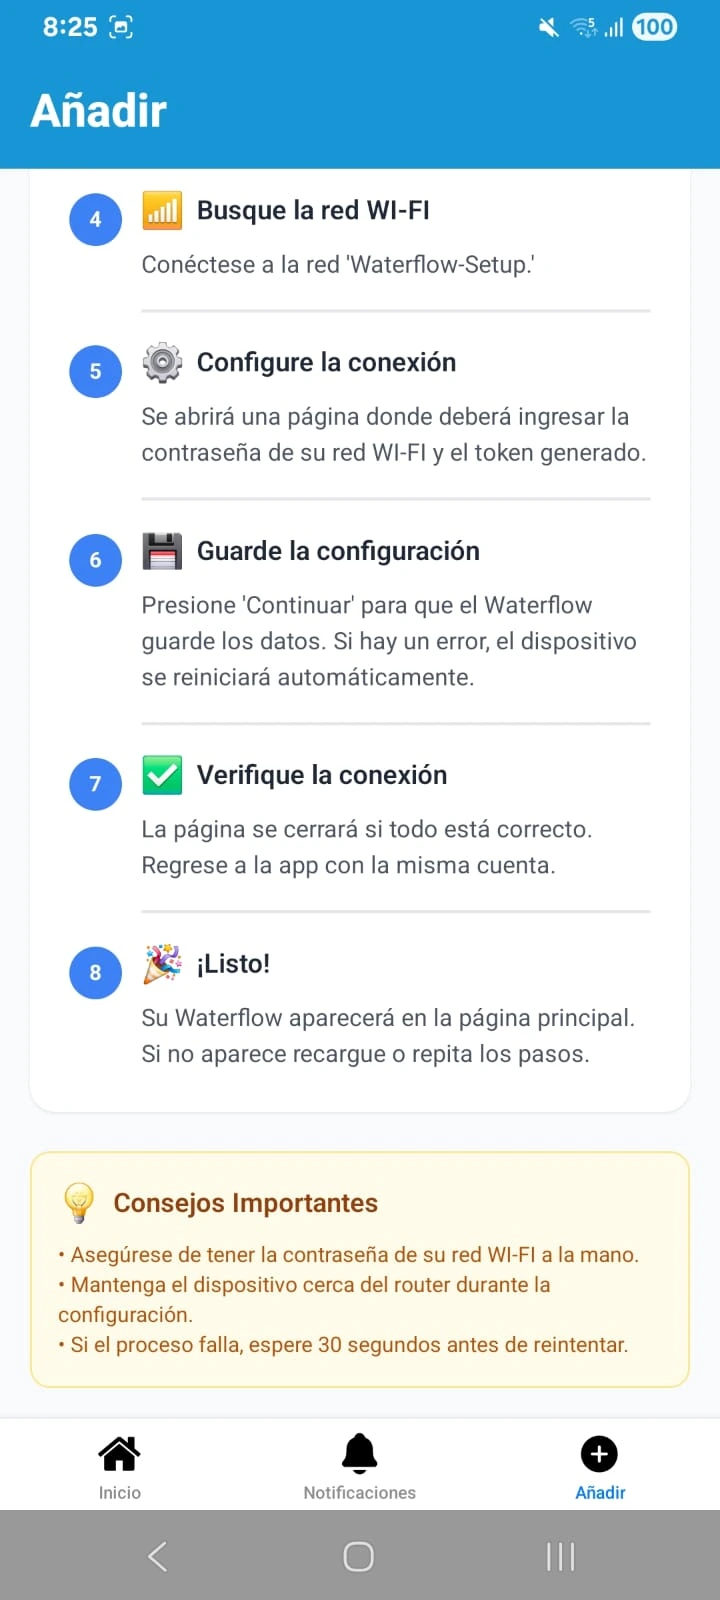 8:25
5
100
Añadir
4
Busque la red WI-FI
Conéctese a la red 'Waterflow-Setup.'
5
Configure la conexión
Se abrirá una página donde deberá ingresar la
contraseña de su red WI-FI y el token generado.
6
Guarde la configuración
Presione 'Continuar' para que el Waterflow
guarde los datos. Si hay un error, el dispositivo
se reiniciará automáticamente.
7
Verifique la conexión
La página se cerrará si todo está correcto.
Regrese a la app con la misma cuenta.
8
¡Listo!
Su Waterflow aparecerá en la página principal.
Si no aparece recargue o repita los pasos.
Consejos Importantes
• Asegúrese de tener la contraseña de su red WI-FI a la mano.
• Mantenga el dispositivo cerca del router durante la
configuración.
• Si el proceso falla, espere 30 segundos antes de reintentar.
Inicio
Notificaciones
Añadir